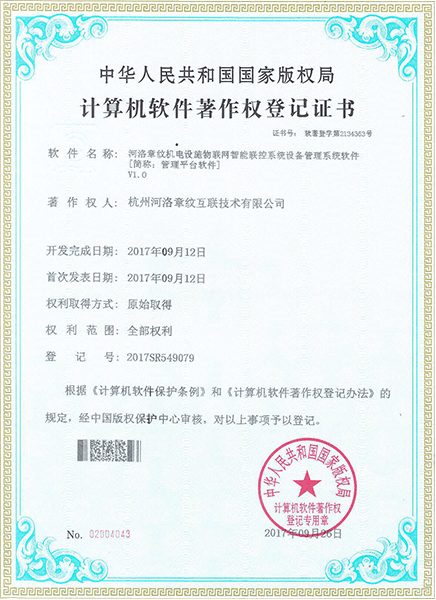 中华人民共和国国家版权局
计算机软件著作权登记证书
证书号： 软著登字第2134363号
软件名称： 河洛章纹机电设施物联网智能联控系统设备管理系统软件
[简称：管理平台软件]
V1.0
著作权人： 杭州河洛章纹互联技术有限公司
开发完成日期： 2017年09月12日
首次发表日期： 2017年09月12日
权利取得方式： 原始取得
权利范围： 全部权利
登记号： 2017SR549079
根据《计算机软件保护条例》和《计算机软件著作权登记办法》的
规定，经中国版权保护中心审核，对以上事项予以登记。
中华人民共和国国家版权局
计算机软件著作权
登记专用章
No. 02004043
2017年09月26日